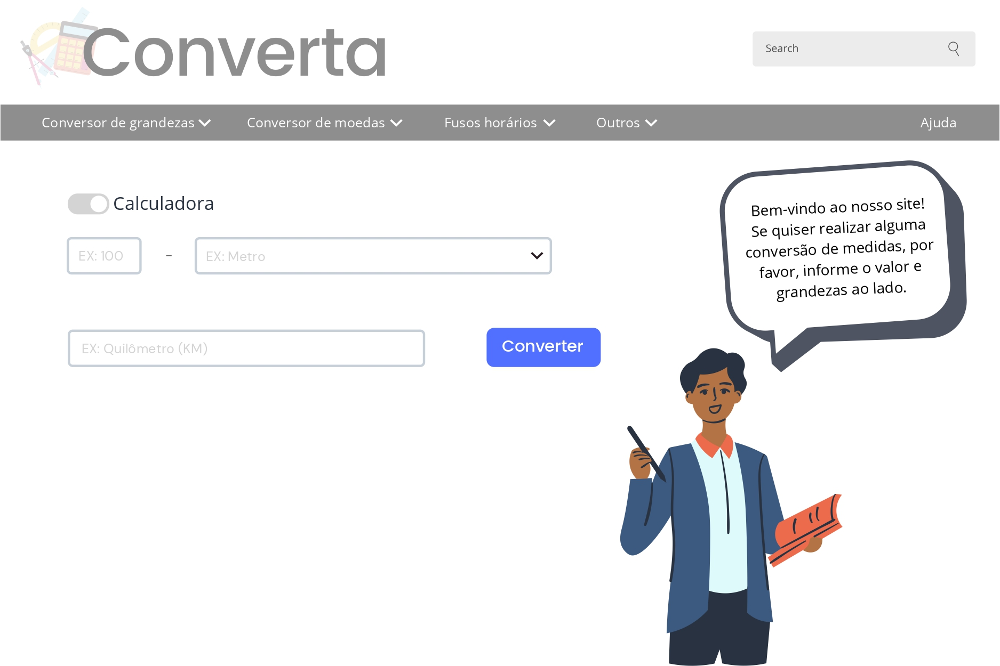 Converta
Search
Conversor de grandezas
Conversor de moedas
Fusos horários
Outros
Ajuda
Calculadora
EX: 100
-
EX: Metro
EX: Quilômetro (KM)
Converter
Bem-vindo ao nosso site!
Se quiser realizar alguma
conversão de medidas, por
favor, informe o valor e
grandezas ao lado.